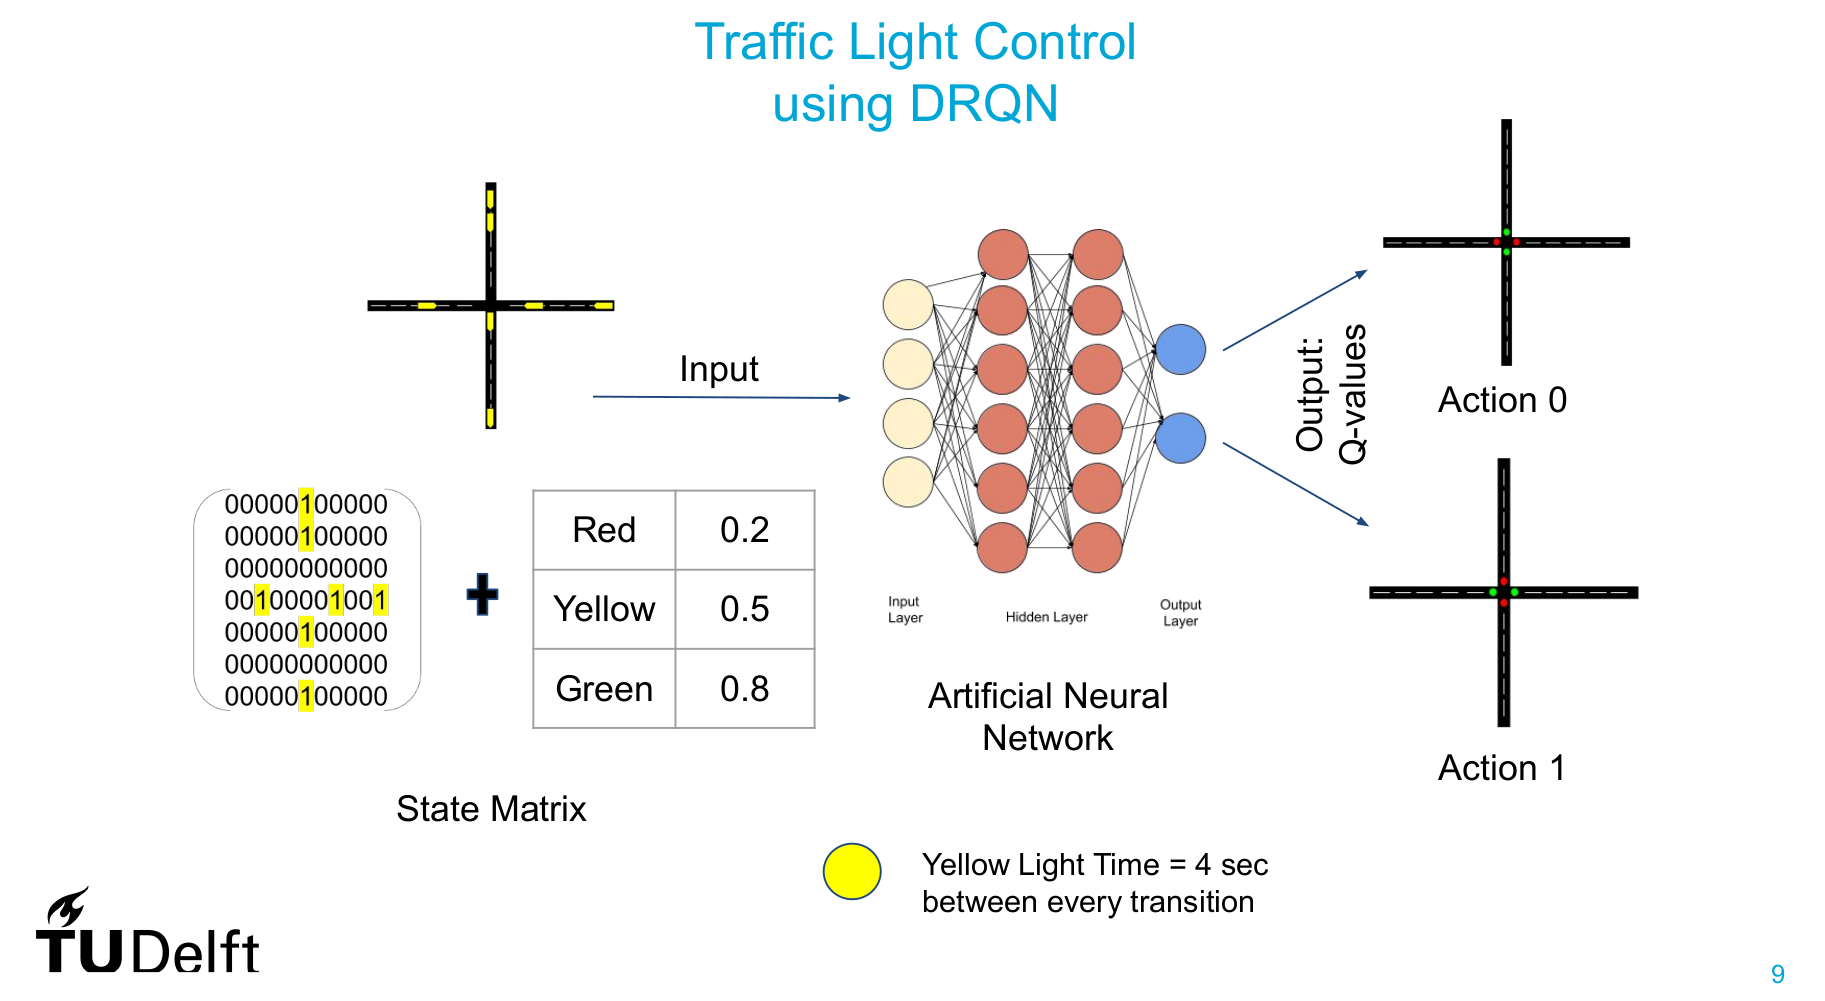 Traffic Light Control
using DRQN
Input
00000100000
00000100000
00000000000
00100001001
00000100000
00000000000
00000100000
Red 0.2
Yellow 0.5
Green 0.8
State Matrix
Input
Layer
Hidden Layer
Output
Layer
Artificial Neural
Network
Output:
Q-values
Action 0
Action 1
Yellow Light Time = 4 sec
between every transition
TUDelft
9